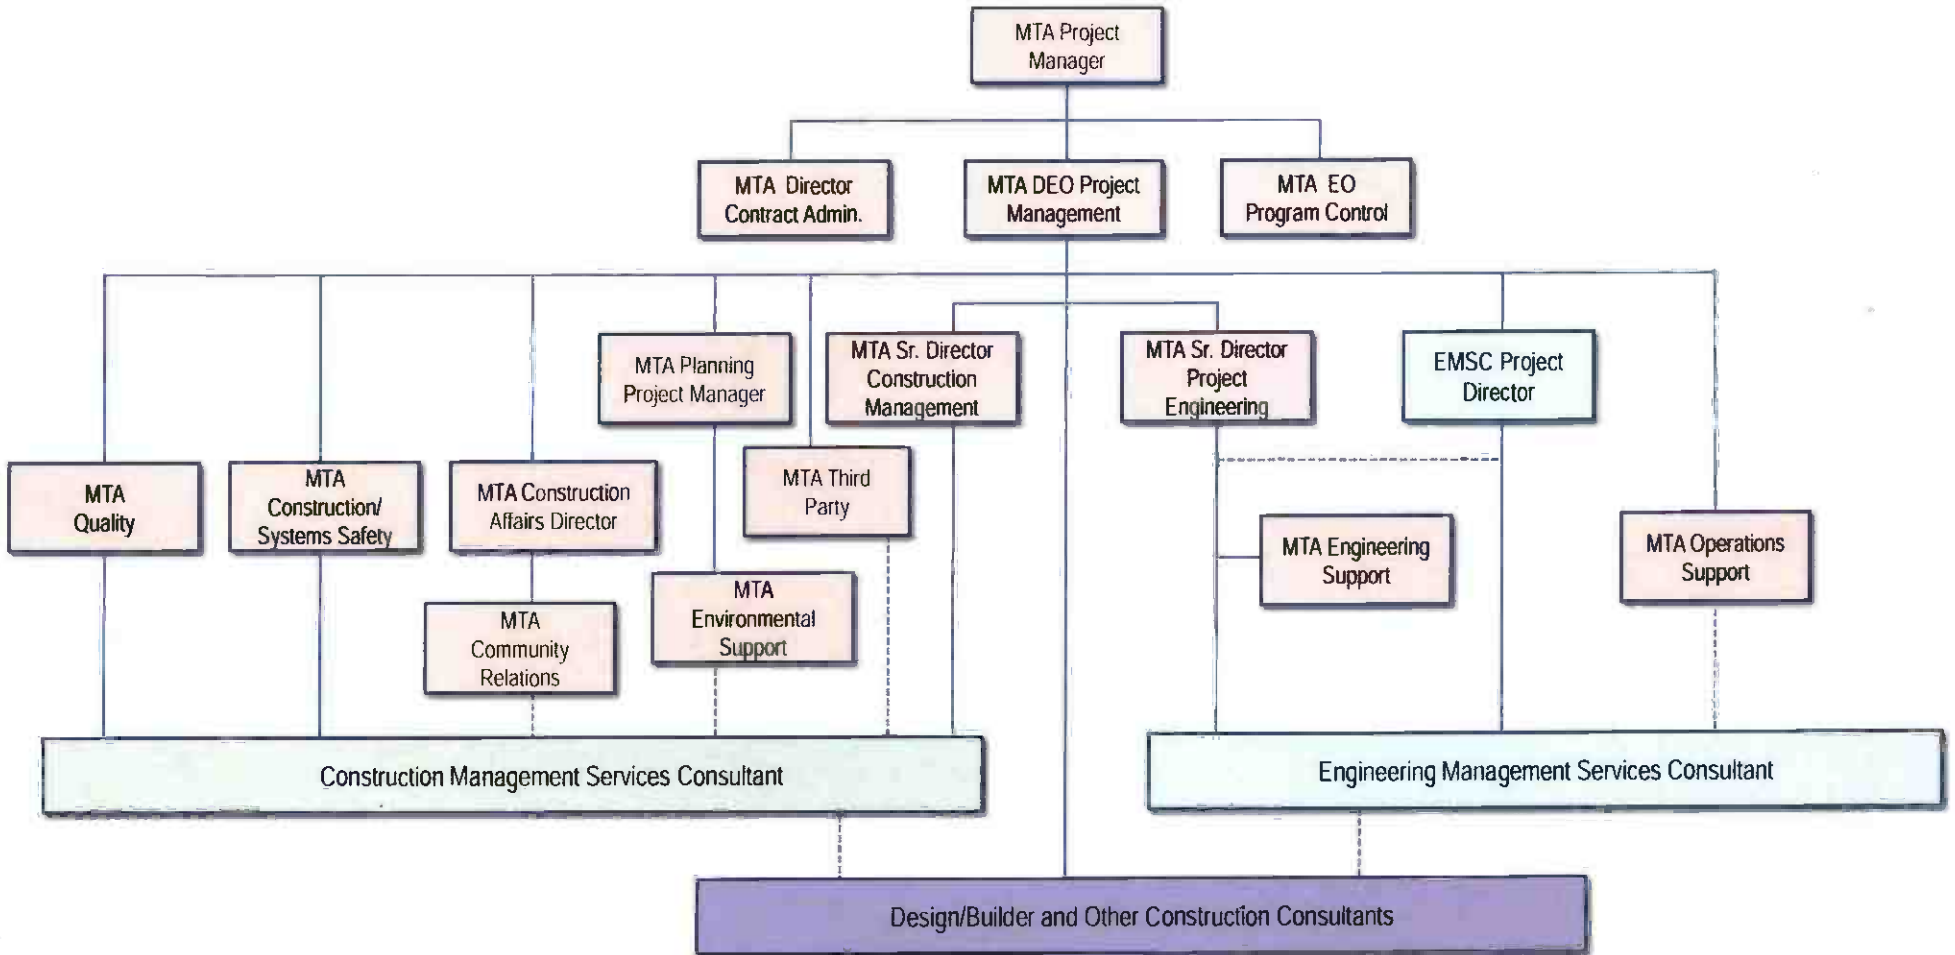 MTA Project
Manager
MTA Director
Contract Admin.
MTA DEO Project
Management
MTA EO
Program Control
MTA Planning
Project Manager
MTA Sr. Director
Construction
Management
MTA Sr. Director
Project
Engineering
EMSC Project
Director
MTA
Quality
MTA
Construction/
Systems Safety
MTA Construction
Affairs Director
MTA Third
Party
MTA Engineering
Support
MTA Operations
Support
MTA
Community
Relations
MTA
Environmental
Support
Construction Management Services Consultant
Engineering Management Services Consultant
Design/Builder and Other Construction Consultants